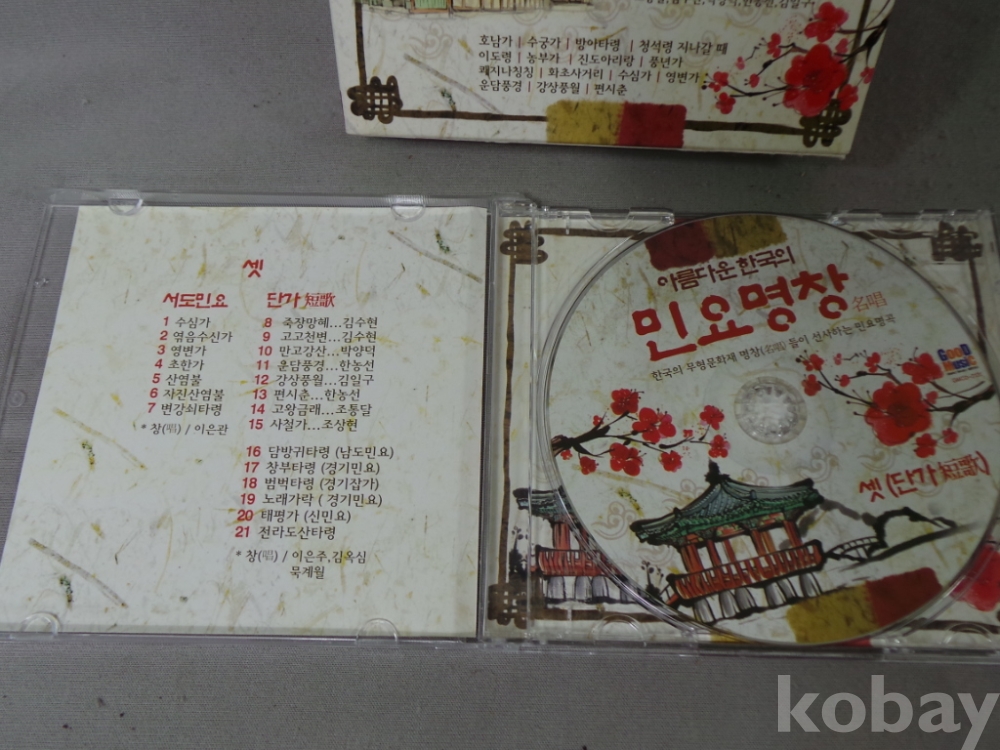 호남가 | 수궁가 | 방아타령 | 청석령 지나갈 때
이도령 | 농부가 | 진도아리랑 | 풍년가
쾌지나칭칭 | 화초사거리 | 수심가 | 영변가
운담풍경 | 강상풍월 | 편시춘
셋
서도민요
1 수심가
2 엮음수신가
3 영변가
4 초한가
5 산염불
6 자진산염불
7 변강쇠타령
* 창(唱) / 이은관
단가 短歌
8 죽장망혜...김수현
9 고고천변...김수현
10 만고강산...박양덕
11 운담풍경...한농선
12 강상풍월...김일구
13 편시춘...한농선
14 고왕금래...조통달
15 사철가...조상현
16 담방귀타령 (남도민요)
17 창부타령 (경기민요)
18 범벅타령 (경기잡가)
19 노래가락 ( 경기민요)
20 태평가 (신민요)
21 전라도산타령
* 창(唱) / 이은주,김옥심
묵계월
아름다운 한국의
민요명창 名唱
한국의 무형문화재 명창(名唱) 들이 선사하는 민요명곡
GOOD
MUSIC
셋 (단가 短歌)
kobay